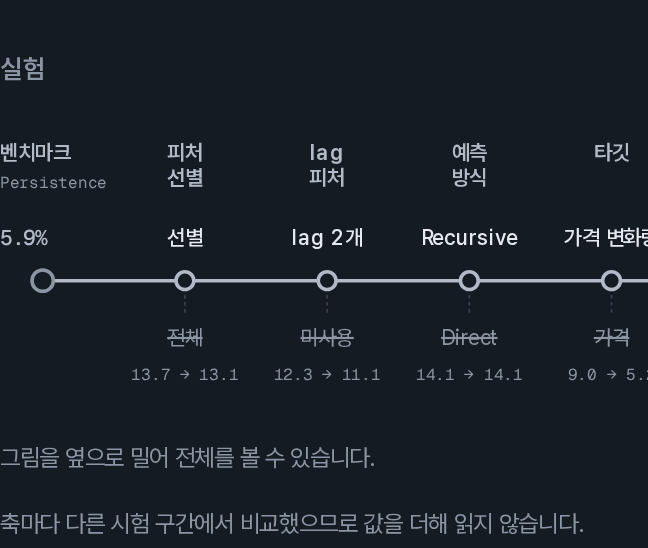 실험
벤치마크 피처 lag 예측 타깃
Persistence 선별 피처 방식
5.9% 선별 lag 2개 Recursive 가격 변화
전체 미사용 Direct 가격
13.7 → 13.1 12.3 → 11.1 14.1 → 14.1 9.0 → 5.
그림을 옆으로 밀어 전체를 볼 수 있습니다.
축마다 다른 시험 구간에서 비교했으므로 값을 더해 읽지 않습니다.